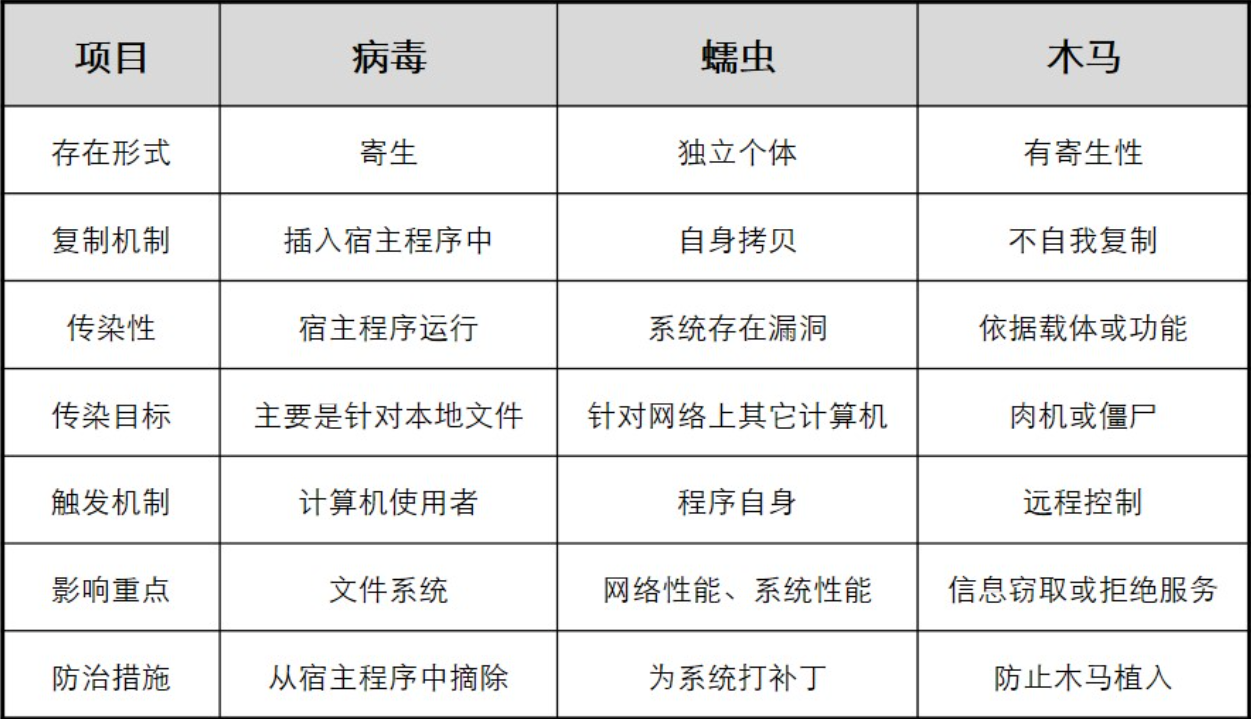 项目 病毒 蠕虫 木马
存在形式 寄生 独立个体 有寄生性
复制机制 插入宿主程序中 自身拷贝 不自我复制
传染性 宿主程序运行 系统存在漏洞 依据载体或功能
传染目标 主要是针对本地文件 针对网络上其它计算机 肉机或僵尸
触发机制 计算机使用者 程序自身 远程控制
影响重点 文件系统 网络性能、系统性能 信息窃取或拒绝服务
防治措施 从宿主程序中摘除 为系统打补丁 防止木马植入